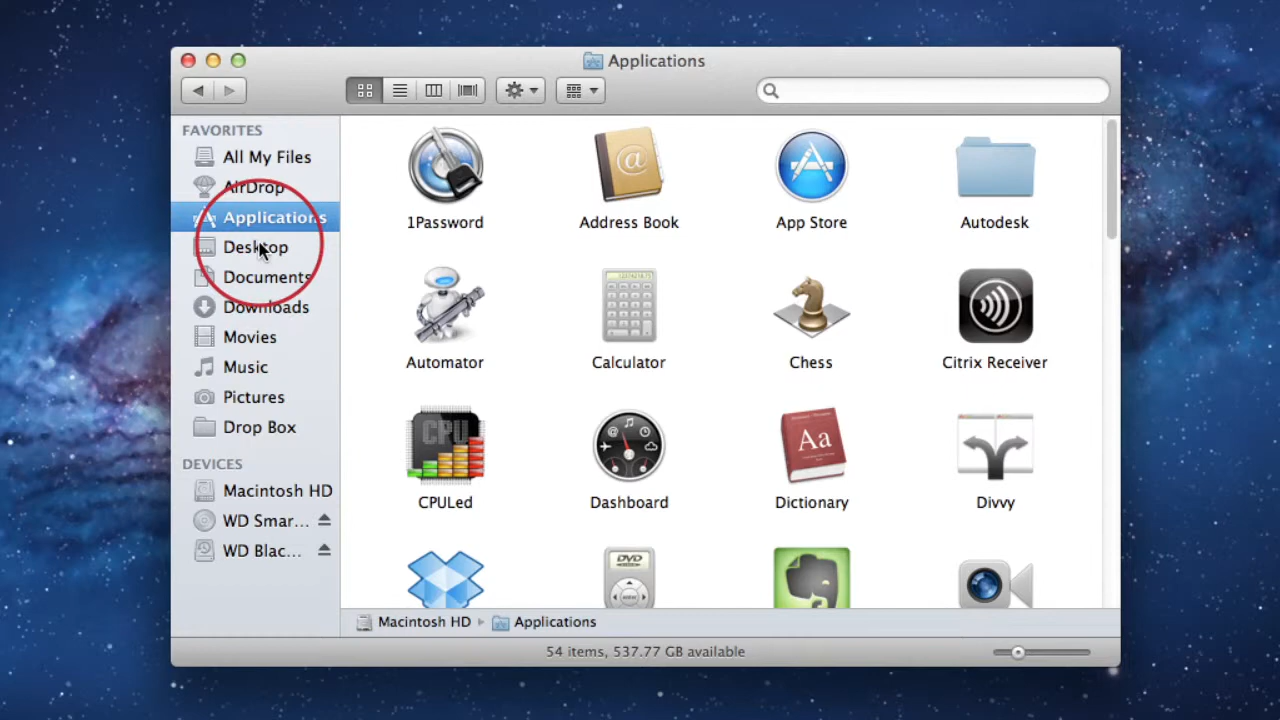 Applications
FAVORITES
All My Files
AirDrop
Applications
Desktop
Documents
Downloads
Movies
Music
Pictures
Drop Box
DEVICES
Macintosh HD
WD Smar...
WD Blac...
1Password
Address Book
App Store
Autodesk
Automator
Calculator
Chess
Citrix Receiver
CPU
CPULed
Dashboard
Aa
Dictionary
Divvy
DVD
Macintosh HD
Applications
54 items, 537.77 GB available